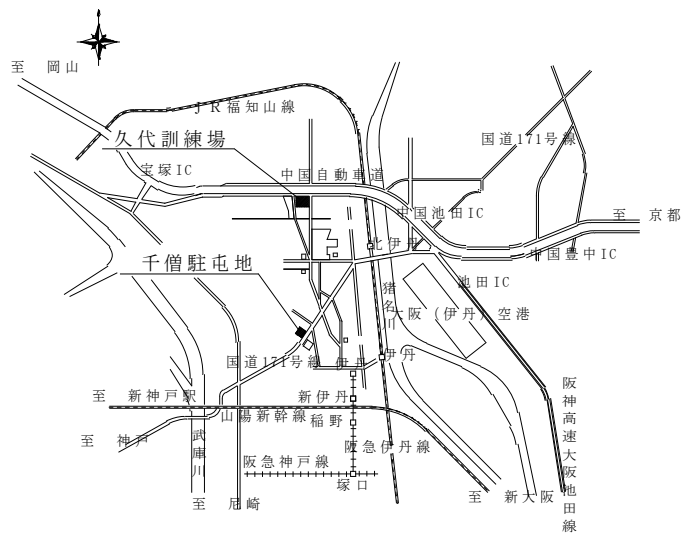 至 岡山
JR福知山線
久代訓練場
国道171号線
宝塚IC
中国自動車道
中国池田IC
至 京都
北伊丹
中国豊中IC
千僧駐屯地
池田IC
猪名川
大阪(伊丹)空港
国道171号線
伊丹
伊丹
阪神高速大阪池田線
至 新神戸駅
新伊丹
山陽新幹線
稲野
至 神戸
武庫川
阪急伊丹線
阪急神戸線
塚口
至 尼崎
至 新大阪